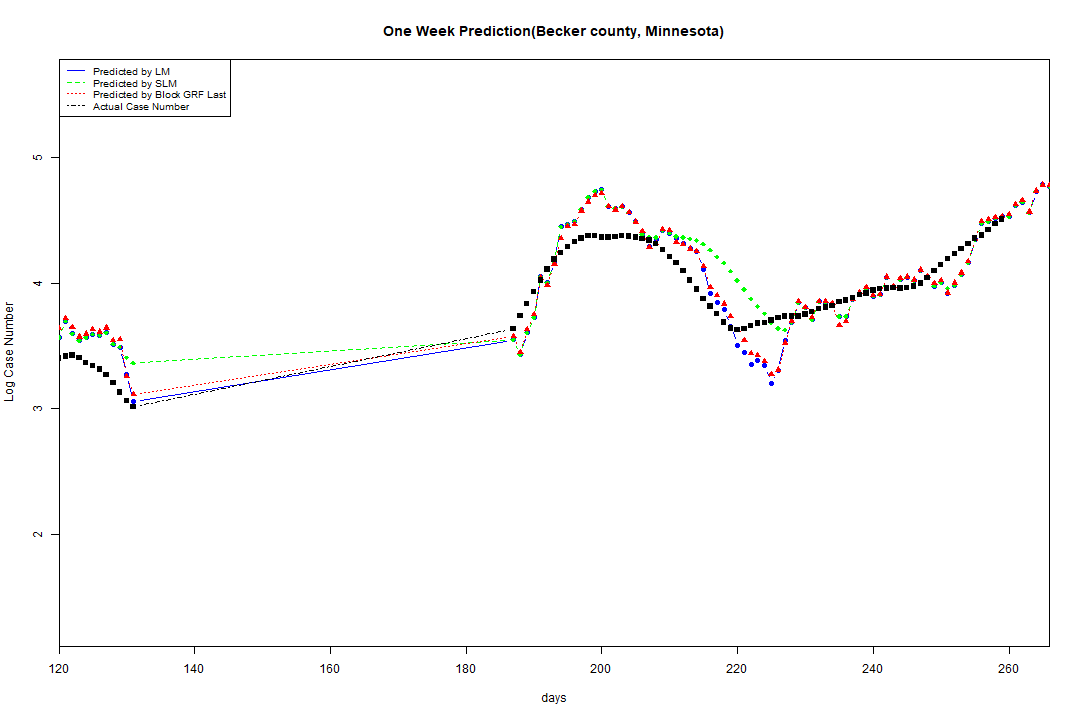 One Week Prediction(Becker county, Minnesota)
Predicted by LM
Predicted by SLM
Predicted by Block GRF Last
Actual Case Number
5
4
3
2
Log Case Number
120 140 160 180 200 220 240 260
days